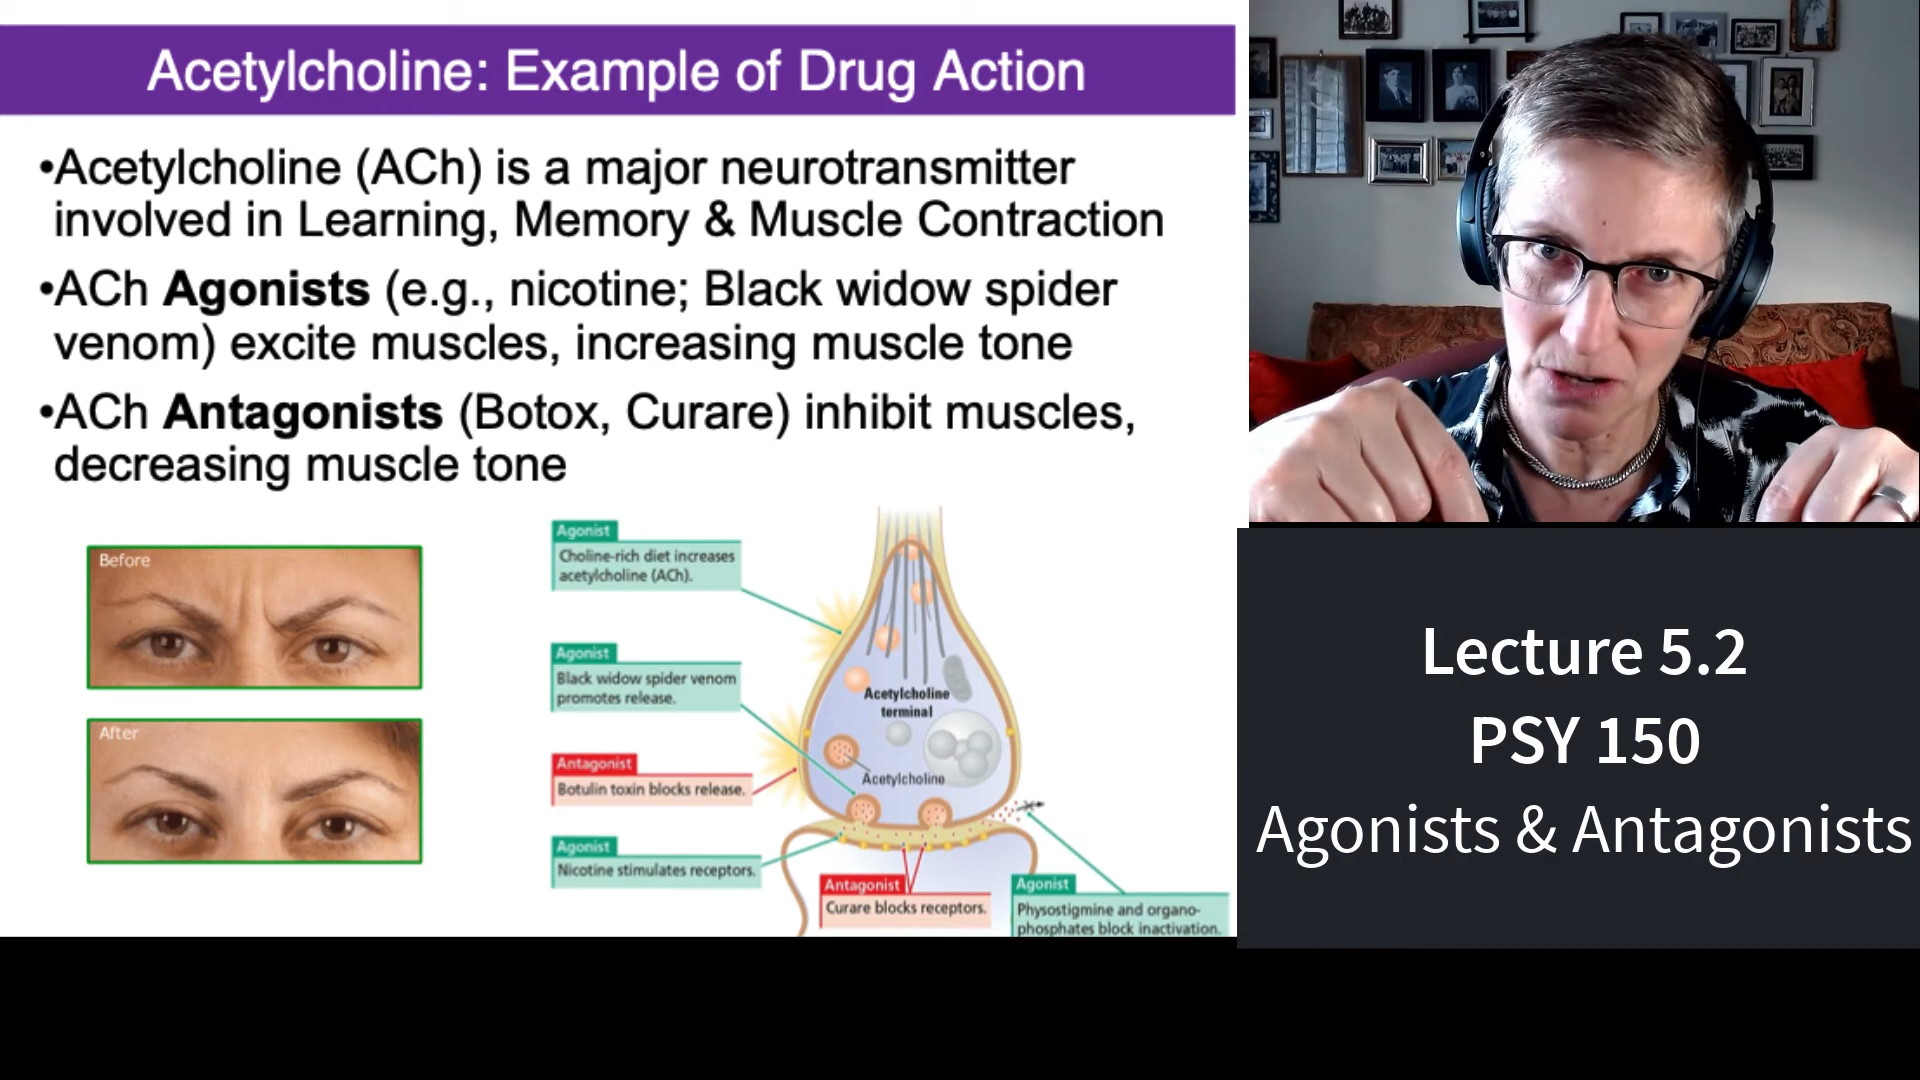 Acetylcholine: Example of Drug Action
•Acetylcholine (ACh) is a major neurotransmitter
involved in Learning, Memory & Muscle Contraction
•ACh Agonists (e.g., nicotine; Black widow spider
venom) excite muscles, increasing muscle tone
•ACh Antagonists (Botox, Curare) inhibit muscles,
decreasing muscle tone
Before
After
Agonist
Choline-rich diet increases
acetylcholine (ACh).
Agonist
Black widow spider venom
promotes release.
Antagonist
Botulin toxin blocks release.
Agonist
Nicotine stimulates receptors.
Acetylcholine
terminal
Acetylcholine
Antagonist
Curare blocks receptors.
Agonist
Physostigmine and organo-
phosphates block inactivation.
Lecture 5.2
PSY 150
Agonists & Antagonists